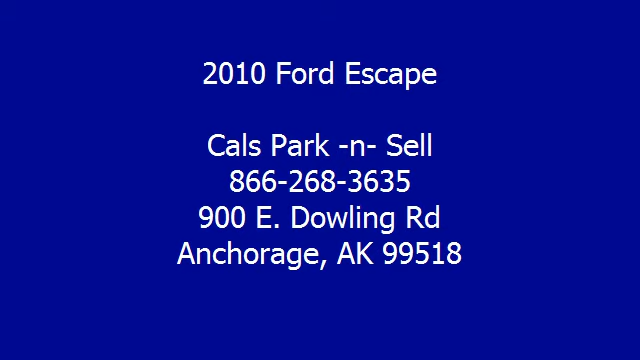 2010 Ford Escape
Cals Park -n- Sell
866-268-3635
900 E. Dowling Rd
Anchorage, AK 99518